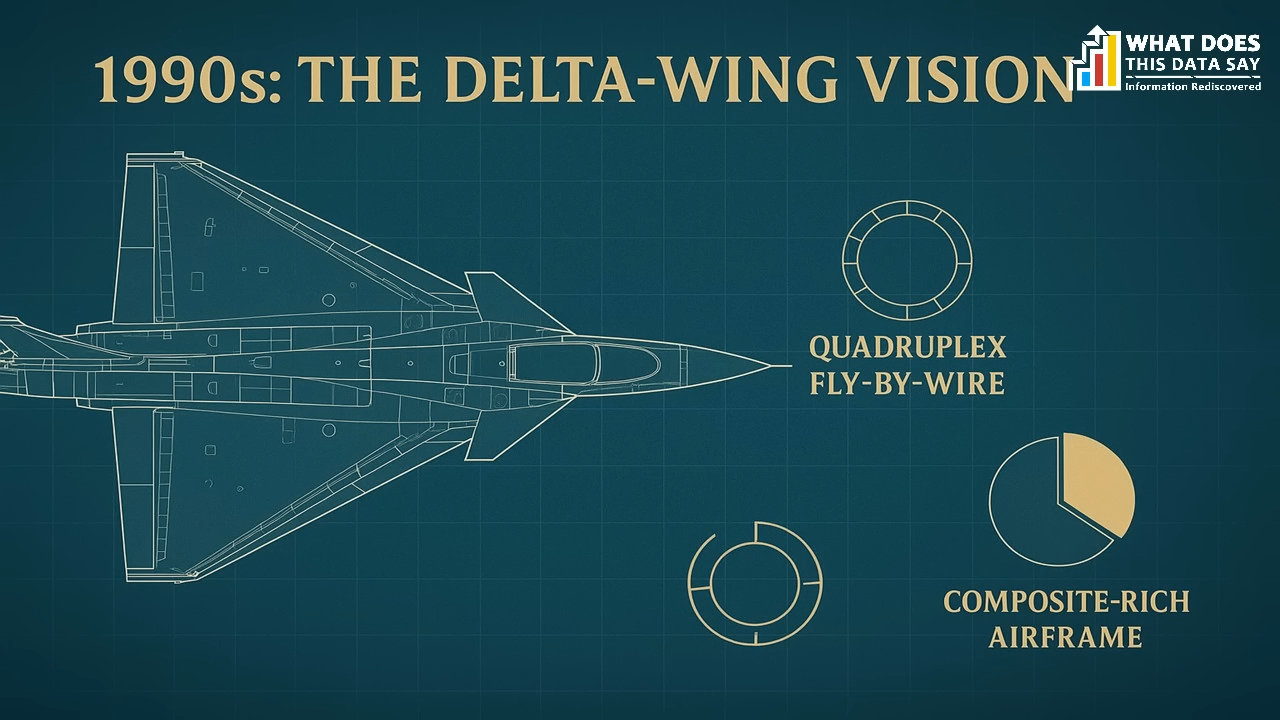 1990s: THE DELTA-WING VISION
WHAT DOES
THIS DATA SAY
Information Rediscovered
QUADRUPLEX
FLY-BY-WIRE
COMPOSITE-RICH
AIRFRAME